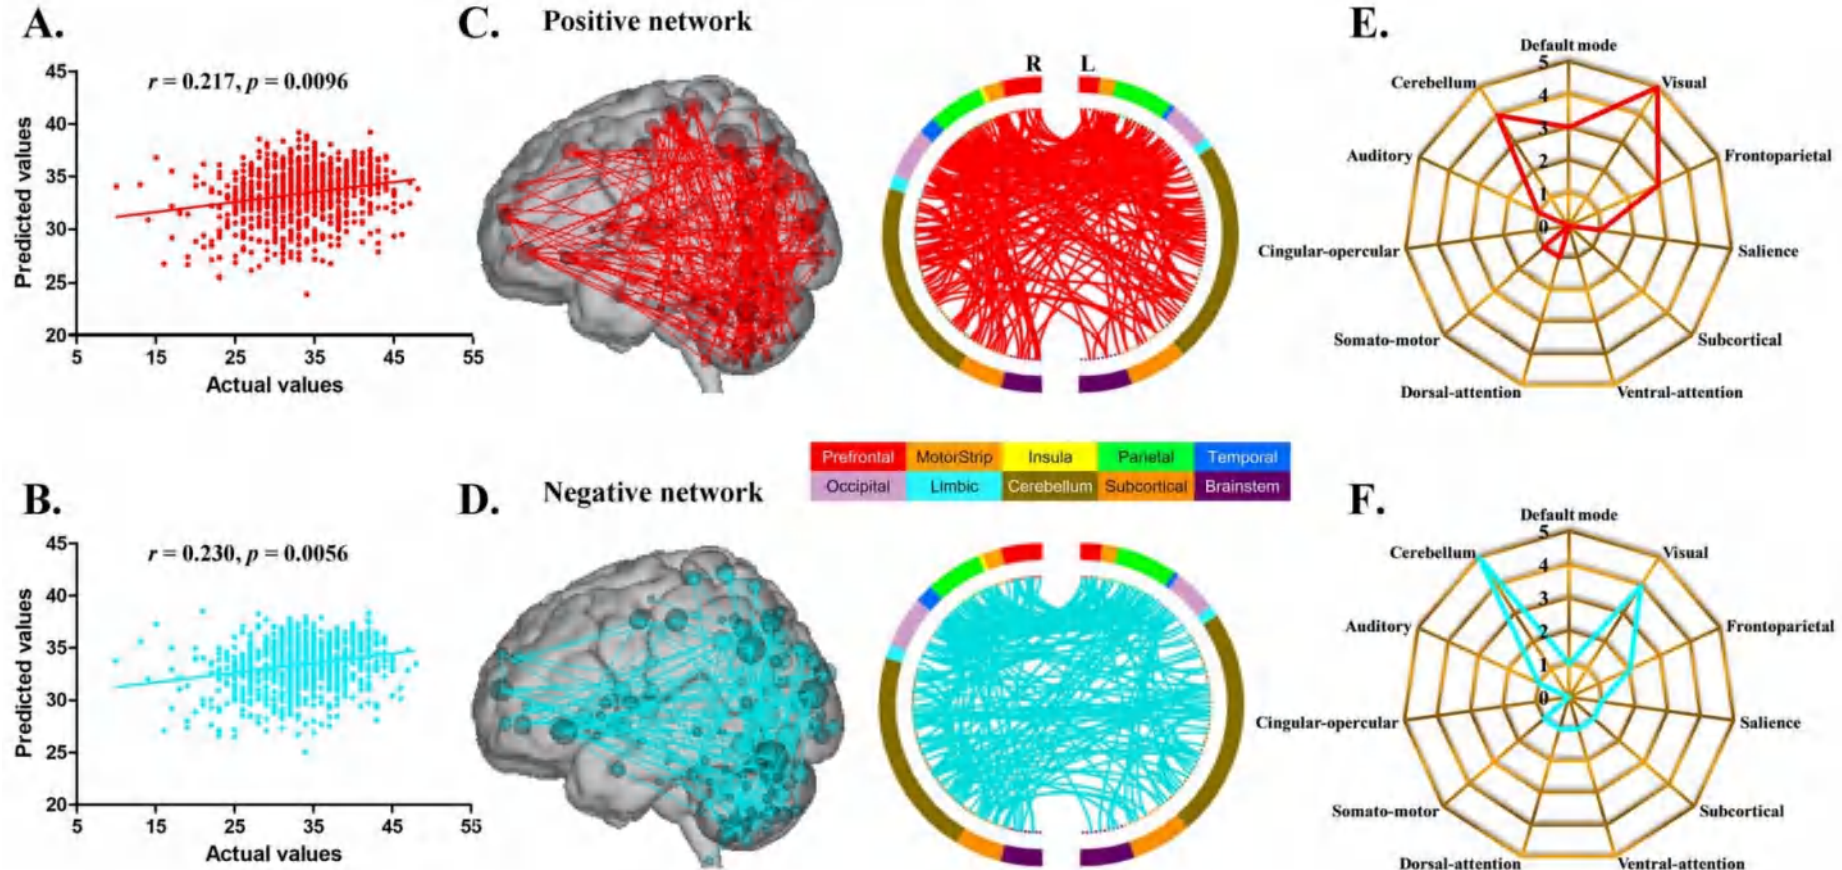 A.
r = 0.217, p = 0.0096
Predicted values
45
40
35
30
25
20
5 15 25 35 45 55
Actual values
C. Positive network
R L
E.
Default mode
Visual
Frontoparietal
Salience
Subcortical
Ventral-attention
Dorsal-attention
Somato-motor
Cingular-opercular
Auditory
Cerebellum
5
4
3
2
1
0
Prefrontal MotorStrip Insula Parietal Temporal
Occipital Limbic Cerebellum Subcortical Brainstem
B.
r = 0.230, p = 0.0056
Predicted values
45
40
35
30
25
20
5 15 25 35 45 55
Actual values
D. Negative network
F.
Default mode
Visual
Frontoparietal
Salience
Subcortical
Ventral-attention
Dorsal-attention
Somato-motor
Cingular-opercular
Auditory
Cerebellum
5
4
3
2
1
0